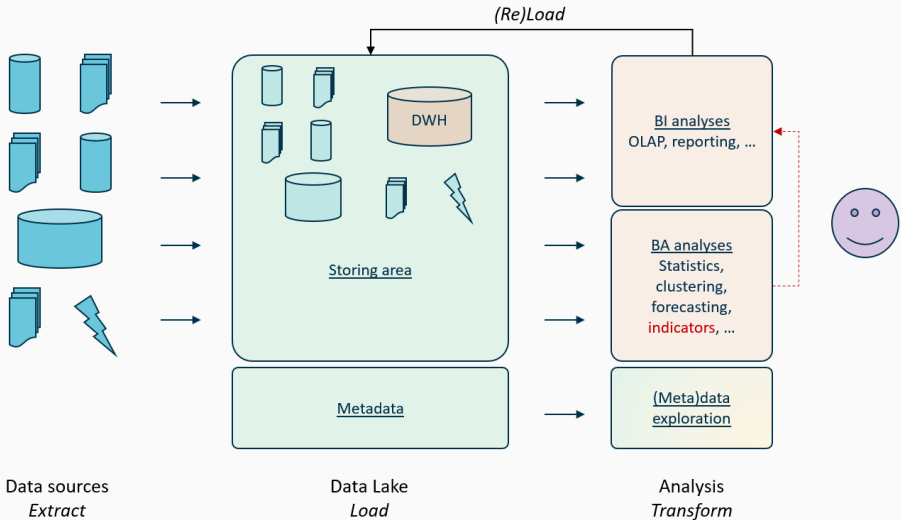 (Re)Load
DWH
Storing area
Metadata
BI analyses
OLAP, reporting, …
BA analyses
Statistics,
clustering,
forecasting,
indicators, …
(Meta)data
exploration
Data sources
Extract
Data Lake
Load
Analysis
Transform